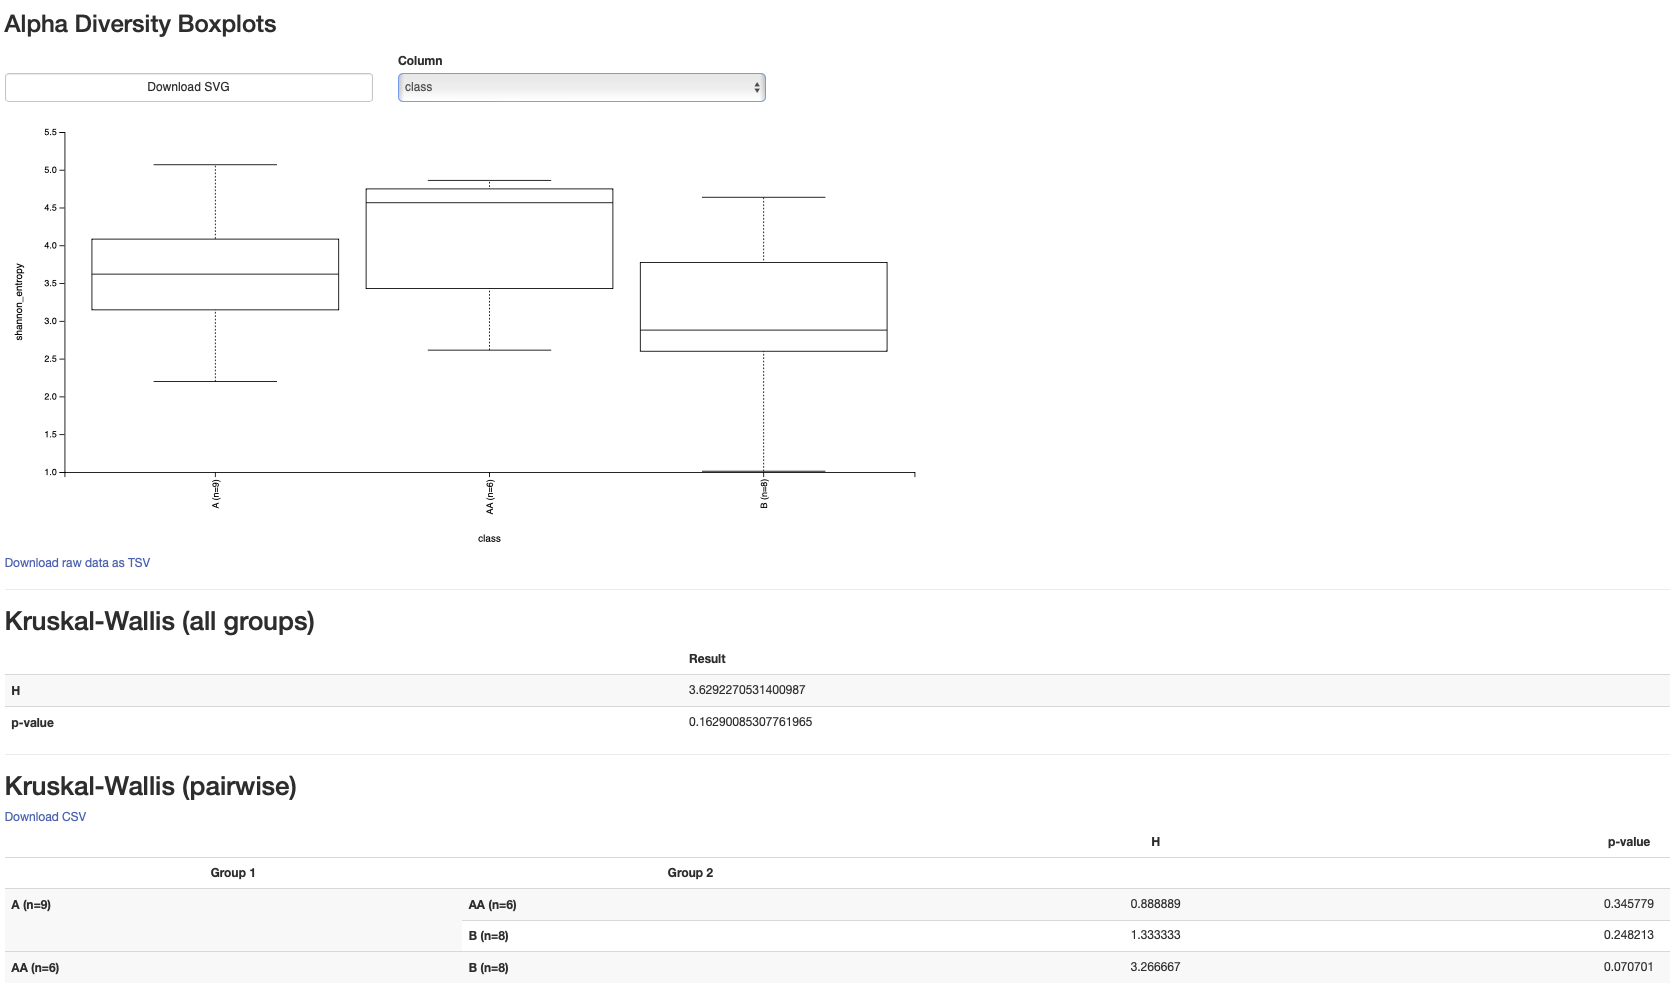 Alpha Diversity Boxplots
Column
Download SVG
class
5.5
5.0
4.5
4.0
3.5
3.0
2.5
2.0
1.5
1.0
shannon_entropy
A (n=9)
AA (n=6)
B (n=8)
class
Download raw data as TSV
Kruskal-Wallis (all groups)
Result
H 3.6292270531400987
p-value 0.16290085307761965
Kruskal-Wallis (pairwise)
Download CSV
H p-value
Group 1 Group 2
A (n=9) AA (n=6) 0.888889 0.345779
B (n=8) 1.333333 0.248213
AA (n=6) B (n=8) 3.266667 0.070701